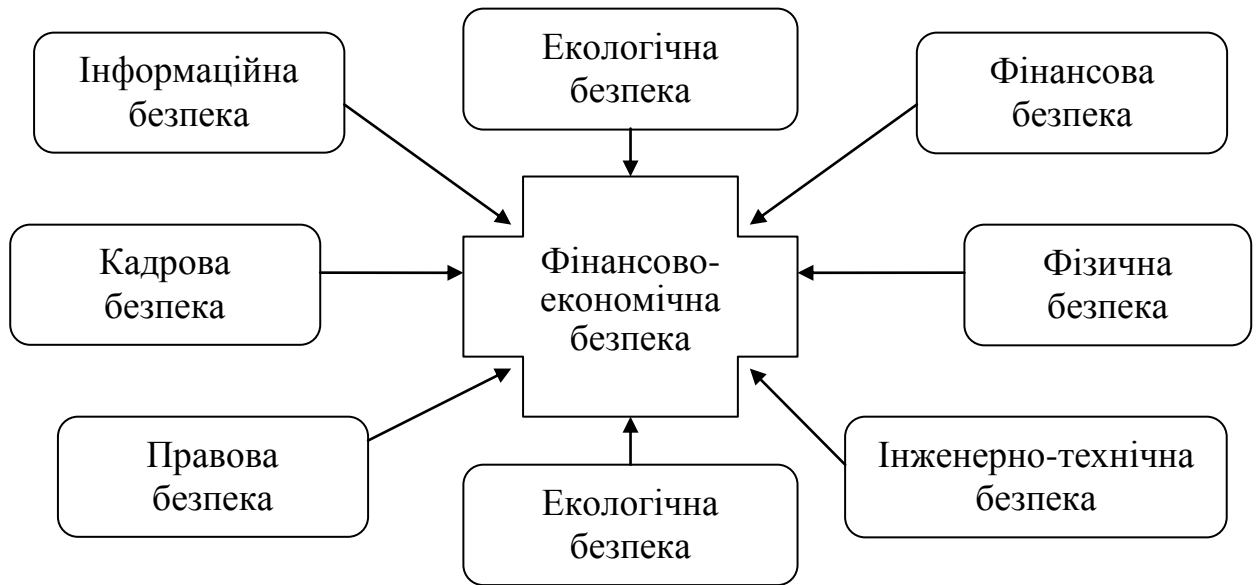 Інформаційна
безпека
Екологічна
безпека
Фінансова
безпека
Кадрова
безпека
Фінансово-
економічна
безпека
Фізична
безпека
Правова
безпека
Екологічна
безпека
Інженерно-технічна
безпека